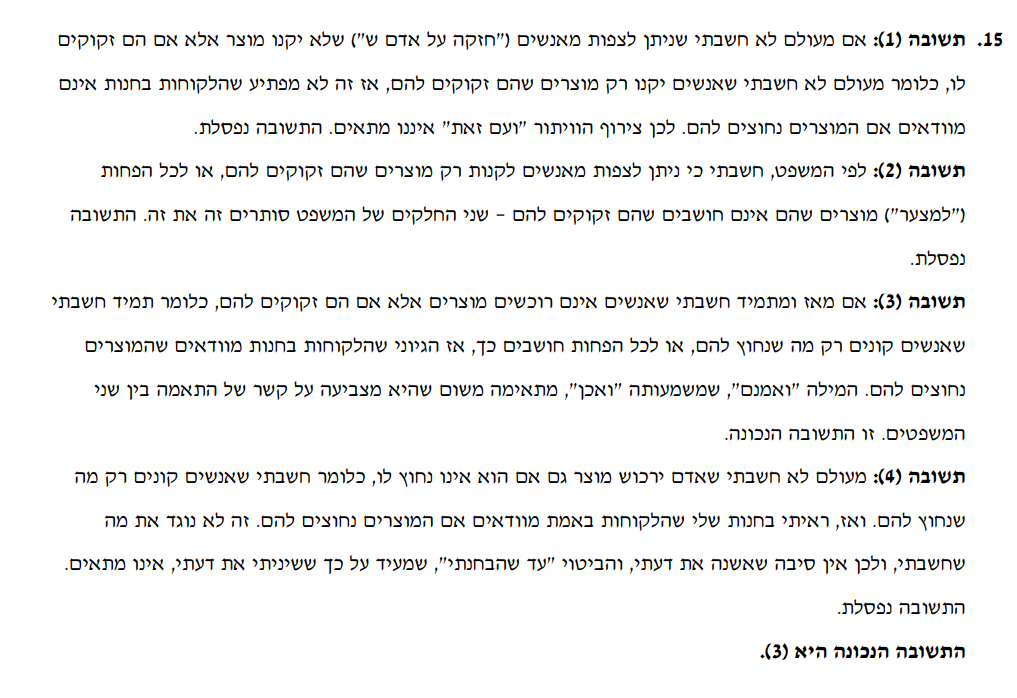 15. תשובה (1): אם מעולם לא חשבתי שניתן לצפות מאנשים ("חזקה על אדם ש") שלא יקנו מוצר אלא אם הם זקוקים
לו, כלומר מעולם לא חשבתי שאנשים יקנו רק מוצרים שהם זקוקים להם, אז זה לא מפתיע שהלקוחות בחנות אינם
מוודאים אם המוצרים נחוצים להם. לכן צירוף הוויתור "ועם זאת" איננו מתאים. התשובה נפסלת.
תשובה (2): לפי המשפט, חשבתי כי ניתן לצפות מאנשים לקנות רק מוצרים שהם זקוקים להם, או לכל הפחות
("למצער") מוצרים שהם אינם חושבים שהם זקוקים להם – שני החלקים של המשפט סותרים זה את זה. התשובה
נפסלת.
תשובה (3): אם מאז ומתמיד חשבתי שאנשים אינם רוכשים מוצרים אלא אם הם זקוקים להם, כלומר תמיד חשבתי
שאנשים קונים רק מה שנחוץ להם, או לכל הפחות חושבים כך, אז הגיוני שהלקוחות בחנות מוודאים שהמוצרים
נחוצים להם. המילה "ואמנם", שמשמעותה "ואכן", מתאימה משום שהיא מצביעה על קשר של התאמה בין שני
המשפטים. זו התשובה הנכונה.
תשובה (4): מעולם לא חשבתי שאדם ירכוש מוצר גם אם הוא אינו נחוץ לו, כלומר חשבתי שאנשים קונים רק מה
שנחוץ להם. ואז, ראיתי בחנות שלי שהלקוחות באמת מוודאים אם המוצרים נחוצים להם. זה לא נוגד את מה
שחשבתי, ולכן אין סיבה שאשנה את דעתי, והביטוי "עד שהבחנתי", שמעיד על כך ששיניתי את דעתי, אינו מתאים.
התשובה נפסלת.
התשובה הנכונה היא (3).